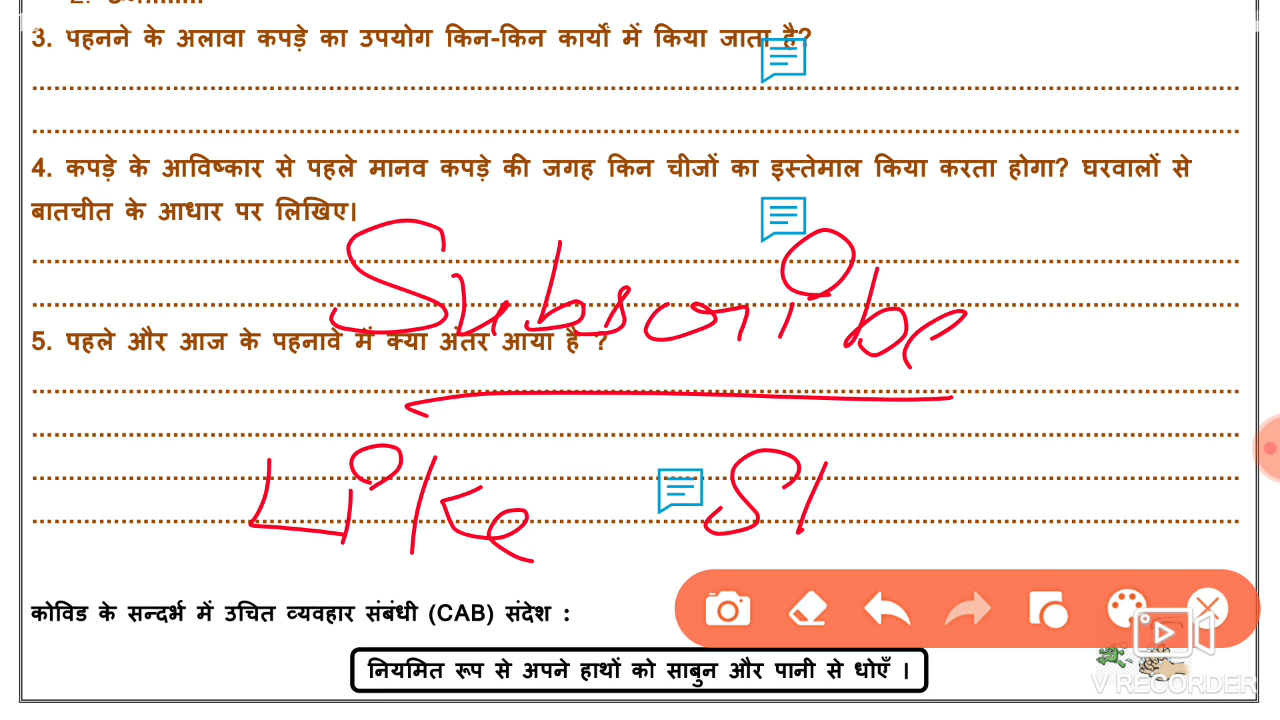 3. पहनने के अलावा कपड़े का उपयोग किन-किन कार्यों में किया जाता है?
4. कपड़े के आविष्कार से पहले मानव कपड़े की जगह किन चीजों का इस्तेमाल किया करता होगा? घरवालों से
बातचीत के आधार पर लिखिए।
Subscribe
5. पहले और आज के पहनावे में क्या अंतर आया है ?
Like Sh
कोविड के सन्दर्भ में उचित व्यवहार संबंधी (CAB) संदेश :
नियमित रूप से अपने हाथों को साबुन और पानी से धोएँ ।
V RECORDER